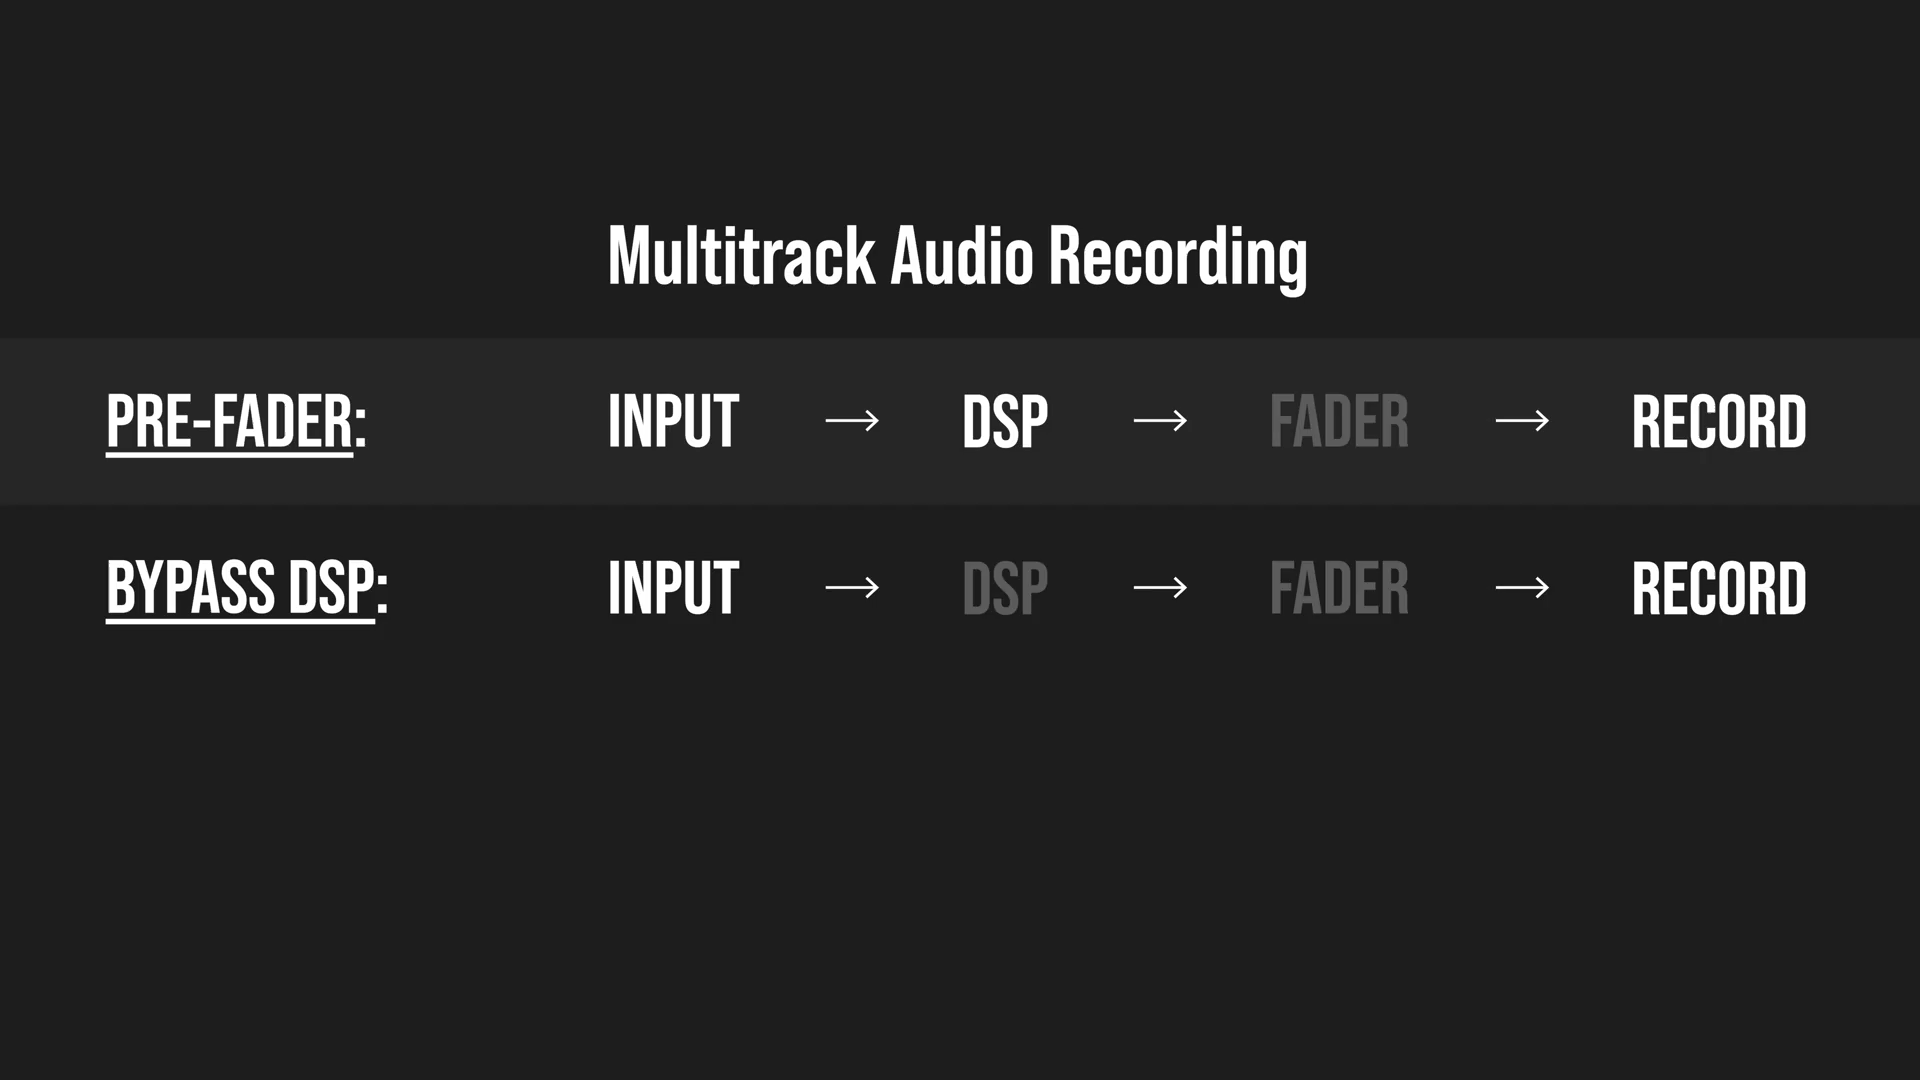 Multitrack Audio Recording
PRE-FADER: INPUT → DSP → FADER → RECORD
BYPASS DSP: INPUT → DSP → FADER → RECORD